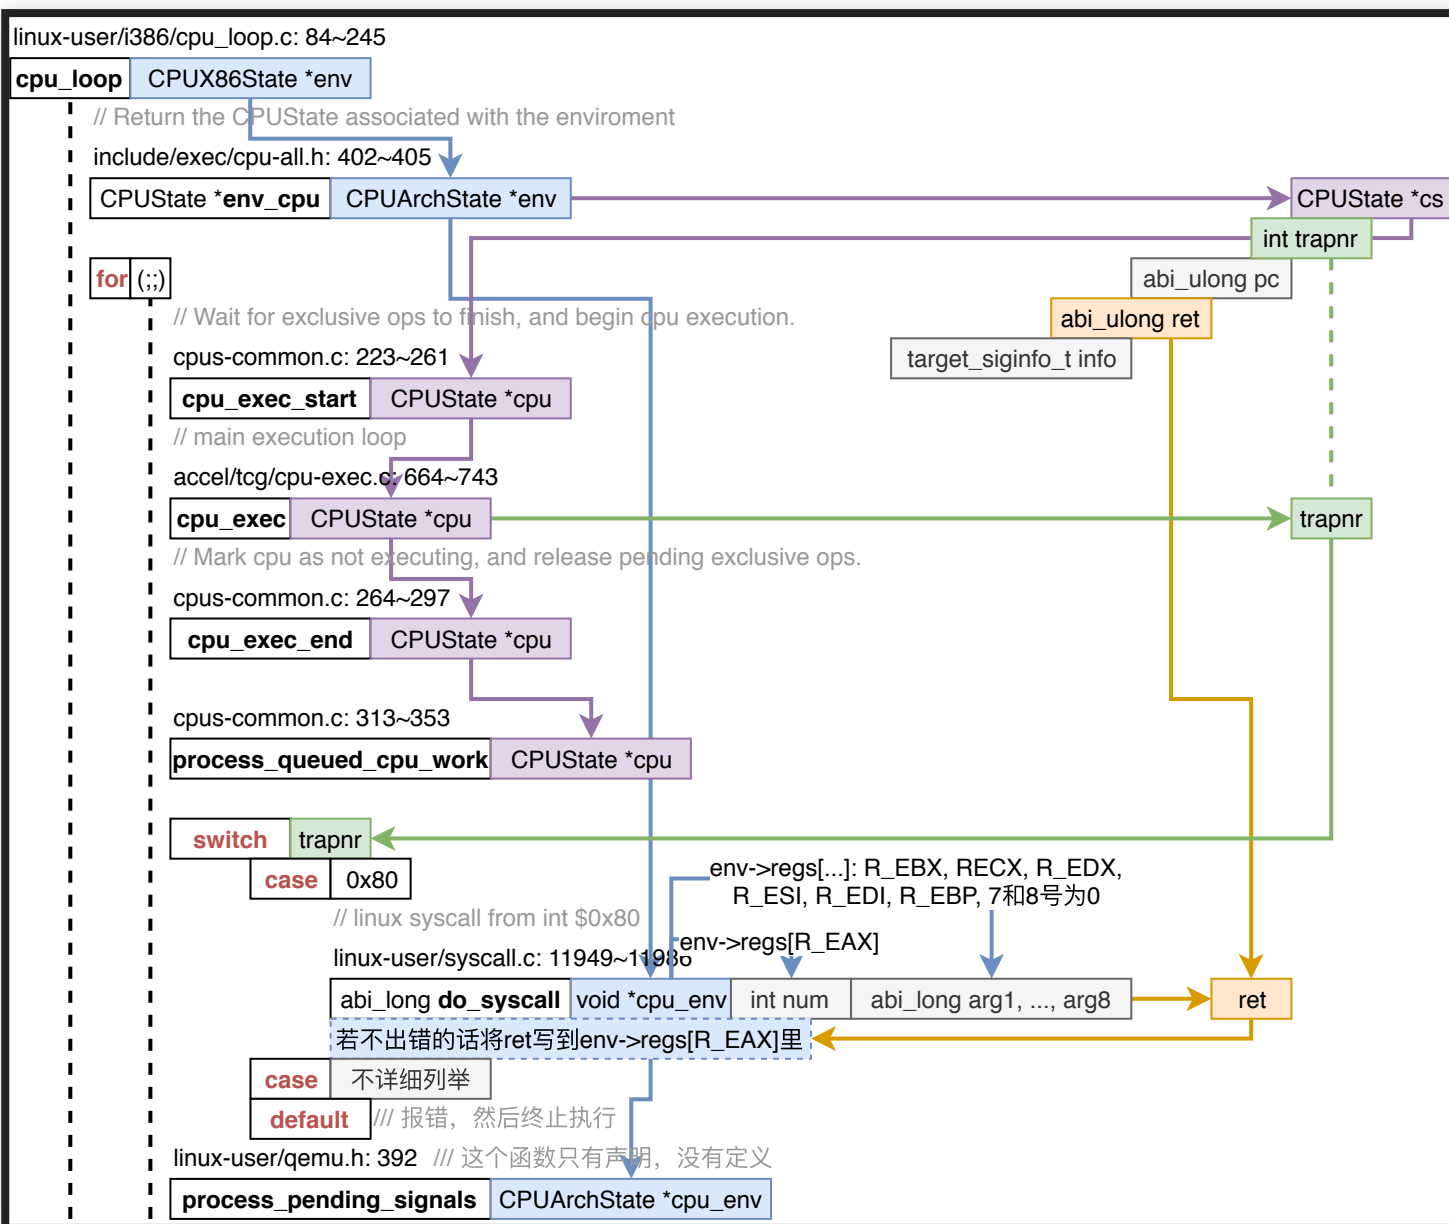 linux-user/i386/cpu_loop.c: 84~245
cpu_loop CPUX86State *env
// Return the CPUState associated with the enviroment
include/exec/cpu-all.h: 402~405
CPUState *env_cpu CPUArchState *env CPUState *cs
int trapnr
for (;;) abi_ulong pc
// Wait for exclusive ops to finish, and begin cpu execution. abi_ulong ret
cpus-common.c: 223~261 target_siginfo_t info
cpu_exec_start CPUState *cpu
// main execution loop
accel/tcg/cpu-exec.c: 664~743
cpu_exec CPUState *cpu trapnr
// Mark cpu as not executing, and release pending exclusive ops.
cpus-common.c: 264~297
cpu_exec_end CPUState *cpu
cpus-common.c: 313~353
process_queued_cpu_work CPUState *cpu
switch trapnr
case 0x80
env->regs[...]: R_EBX, RECX, R_EDX,
R_ESI, R_EDI, R_EBP, 7和8号为0
// linux syscall from int $0x80
env->regs[R_EAX]
linux-user/syscall.c: 11949~11986
abi_long do_syscall void *cpu_env int num abi_long arg1, ..., arg8 ret
若不出错的话将ret写到env->regs[R_EAX]里
case 不详细列举
default /// 报错，然后终止执行
linux-user/qemu.h: 392 /// 这个函数只有声明，没有定义
process_pending_signals CPUArchState *cpu_env